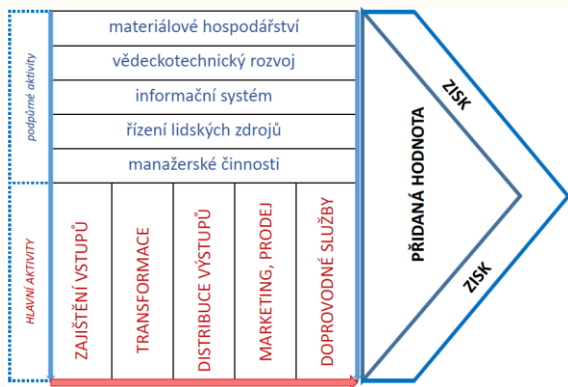 podpůrné aktivity
materiálové hospodářství
vědeckotechnický rozvoj
informační systém
řízení lidských zdrojů
manažerské činnosti
HLAVNÍ AKTIVITY
ZAJIŠTĚNÍ VSTUPŮ
TRANSFORMACE
DISTRIBUCE VÝSTUPŮ
MARKETING, PRODEJ
DOPROVODNÉ SLUŽBY
PŘIDANÁ HODNOTA
ZISK
ZISK